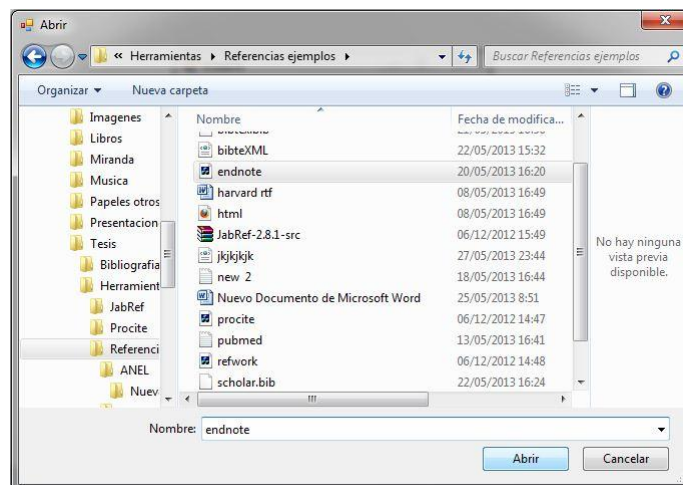 Abrir
« Herramientas ▸ Referencias ejemplos ▸
Buscar Referencias ejemplos
Organizar Nueva carpeta
Imagenes
Libros
Miranda
Musica
Papeles otros
Presentacion
Tesis
Bibliografia
Herramient
JabRef
Procite
Referenci
ANEL
Nuev
Nombre Fecha de modifica...
bibteXML 22/05/2013 15:32
endnote 20/05/2013 16:20
harvard rtf 08/05/2013 16:49
html 08/05/2013 16:49
JabRef-2.8.1-src 06/12/2012 15:49
jkjkjkjk 27/05/2013 23:44
new 2 18/05/2013 16:44
Nuevo Documento de Microsoft Word 25/05/2013 8:51
procite 06/12/2012 14:47
pubmed 13/05/2013 16:41
refwork 06/12/2012 14:48
scholar.bib 22/05/2013 16:24
No hay ninguna
vista previa
disponible.
Nombre: endnote
Abrir Cancelar